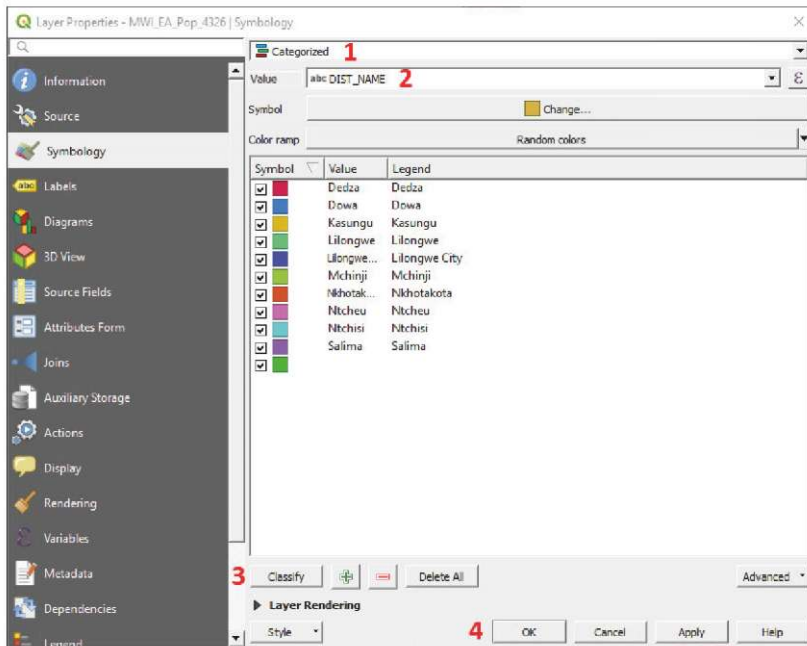 Layer Properties - MWI_EA_Pop_4326 | Symbology
Information
Source
Symbology
Labels
Diagrams
3D View
Source Fields
Attributes Form
Joins
Auxiliary Storage
Actions
Display
Rendering
Variables
Metadata
Dependencies
Legend
Categorized 1
Value abc DIST_NAME 2 ε
Symbol Change...
Color ramp Random colors
Symbol Value Legend
Dedza Dedza
Dowa Dowa
Kasungu Kasungu
Lilongwe Lilongwe
Lilongwe... Lilongwe City
Mchinji Mchinji
Nkhotak... Nkhotakota
Ntcheu Ntcheu
Ntchisi Ntchisi
Salima Salima
3 Classify Delete All Advanced
Layer Rendering
Style 4 OK Cancel Apply Help